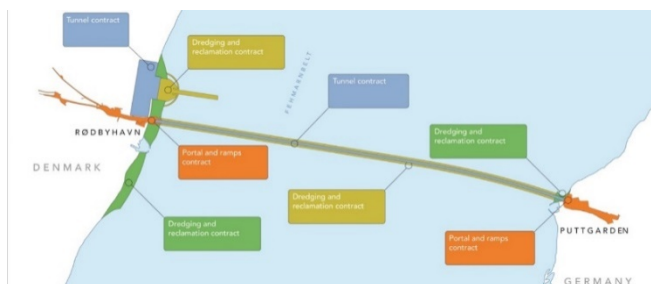 Tunnel contract
Dredging and
reclamation contract
FEHMARNBELT
Tunnel contract
RØDBYHAVN
Dredging and
reclamation contract
Portal and ramps
contract
DENMARK
Dredging and
reclamation contract
Dredging and
reclamation contract
Portal and ramps
contract
PUTTGARDEN
GERMANY